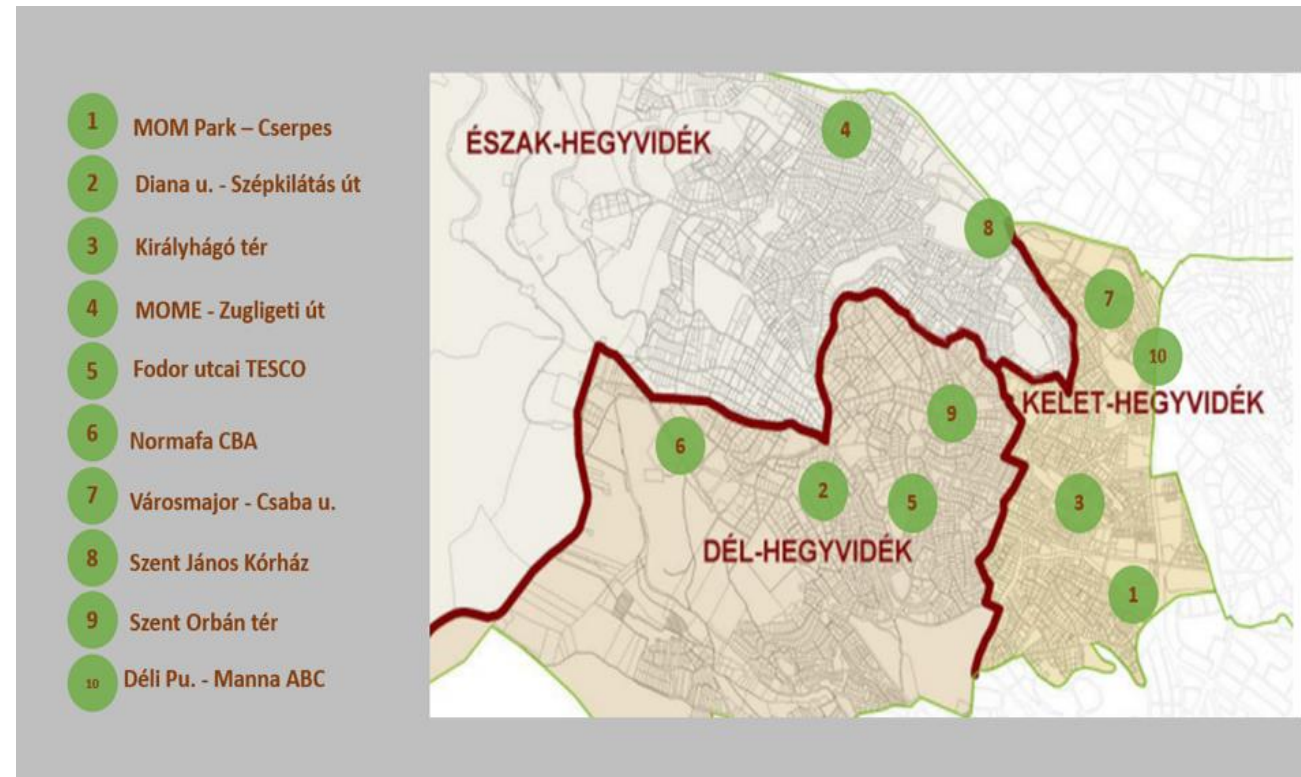 1 MOM Park – Cserpes
2 Diana u. - Szépkilátás út
3 Királyhágó tér
4 MOME - Zugligeti út
5 Fodor utcai TESCO
6 Normafa CBA
7 Városmajor - Csaba u.
8 Szent János Kórház
9 Szent Orbán tér
10 Déli Pu. - Manna ABC
4
ÉSZAK-HEGYVIDÉK
8
7
10
KELET-HEGYVIDÉK
9
6
2
5
3
DÉL-HEGYVIDÉK
1